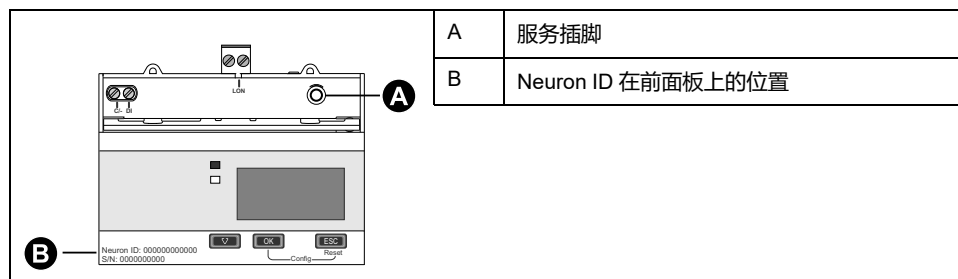 A 服务插脚
B Neuron ID 在前面板上的位置
LON
C/- DI
A
B
Neuron ID: 000000000000
S/N: 0000000000
OK
ESC
Reset
Config